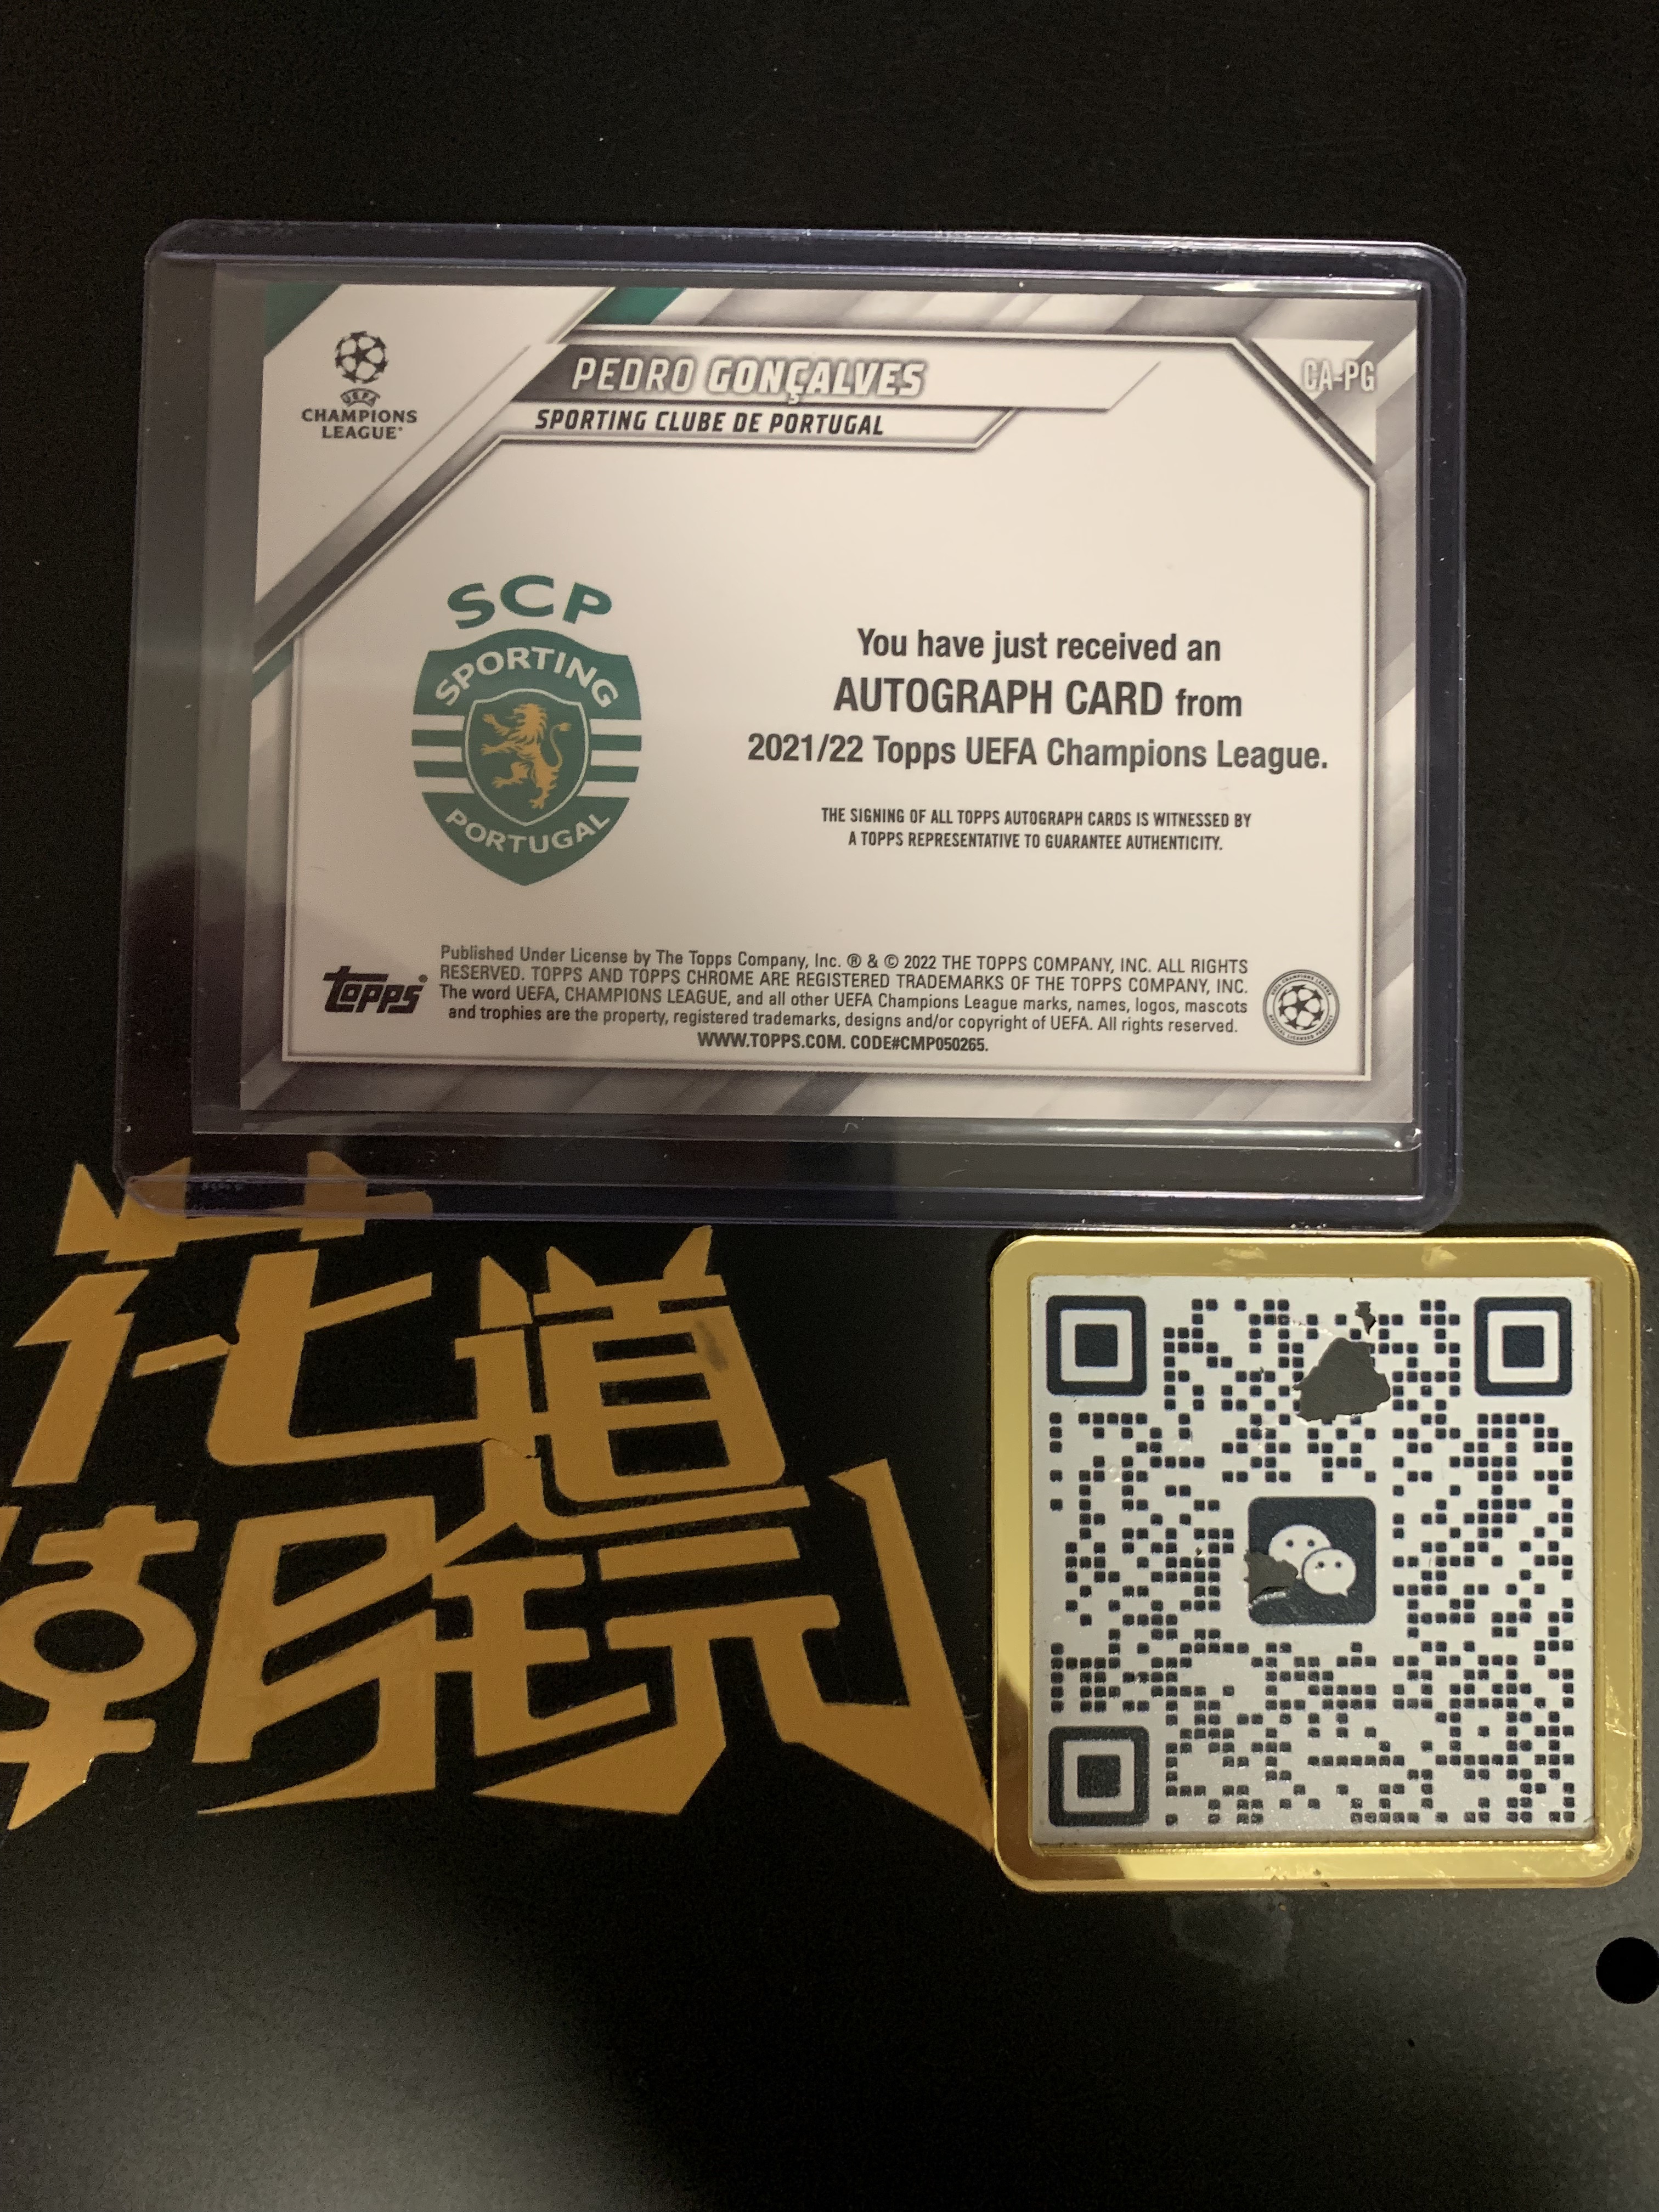 UEFA
CHAMPIONS
LEAGUE®
PEDRO GONÇALVES
CA-PG
SPORTING CLUBE DE PORTUGAL
SCP
SPORTING
PORTUGAL
You have just received an
AUTOGRAPH CARD from
2021/22 Topps UEFA Champions League.
THE SIGNING OF ALL TOPPS AUTOGRAPH CARDS IS WITNESSED BY
A TOPPS REPRESENTATIVE TO GUARANTEE AUTHENTICITY.
topps®
Published Under License by The Topps Company, Inc. ® & © 2022 THE TOPPS COMPANY, INC. ALL RIGHTS
RESERVED. TOPPS AND TOPPS CHROME ARE REGISTERED TRADEMARKS OF THE TOPPS COMPANY, INC.
The word UEFA, CHAMPIONS LEAGUE, and all other UEFA Champions League marks, names, logos, mascots
and trophies are the property, registered trademarks, designs and/or copyright of UEFA. All rights reserved.
WWW.TOPPS.COM. CODE#CMP050265.
花道
潮玩